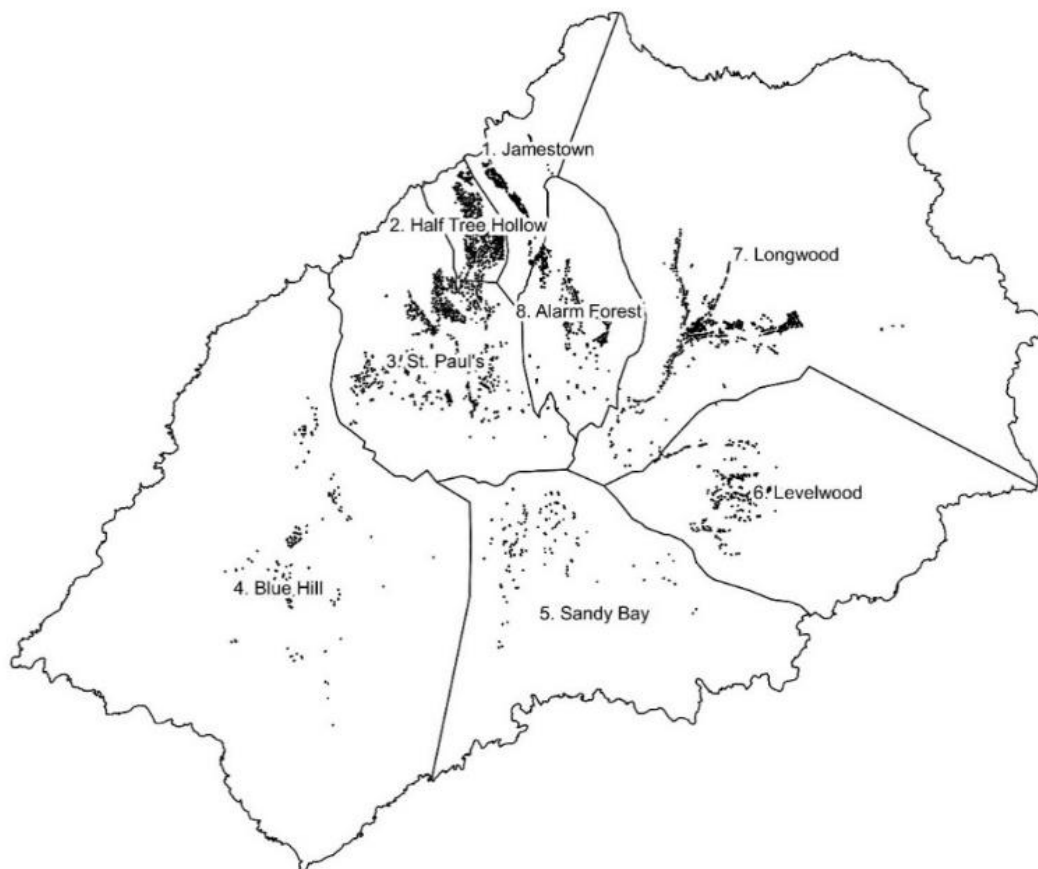 1. Jamestown
2. Half Tree Hollow
7. Longwood
8. Alarm Forest
3. St. Paul's
6. Levelwood
4. Blue Hill
5. Sandy Bay